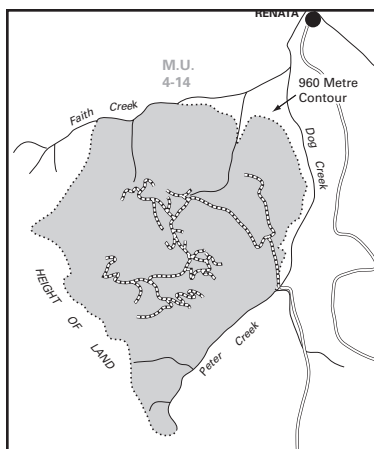 RENATA
M.U.
4-14
960 Metre
Contour
Faith Creek
Dog
Creek
HEIGHT OF
LAND
Peter Creek